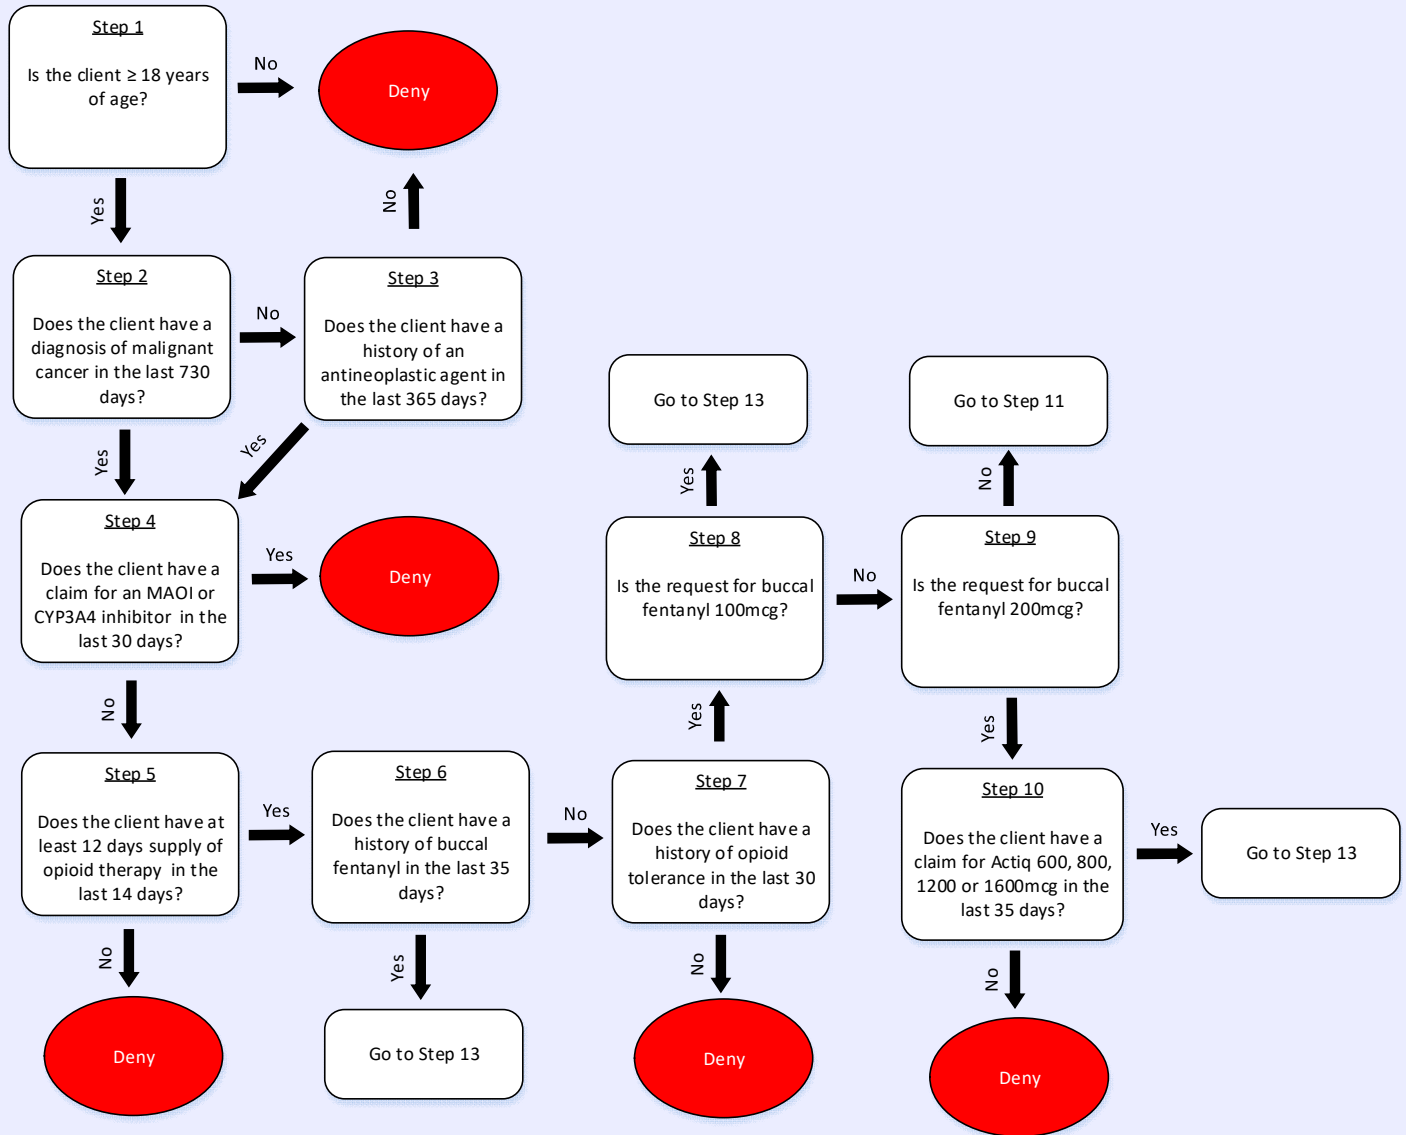 Step 1
Is the client ≥ 18 years
of age?
No
Deny
Yes
No
Step 2
Does the client have a
diagnosis of malignant
cancer in the last 730
days?
No
Step 3
Does the client have a
history of an
antineoplastic agent in
the last 365 days?
Yes
Yes
Step 4
Does the client have a
claim for an MAOI or
CYP3A4 inhibitor in the
last 30 days?
Yes
Deny
No
Step 5
Does the client have at
least 12 days supply of
opioid therapy in the
last 14 days?
Yes
No
Deny
Step 6
Does the client have a
history of buccal
fentanyl in the last 35
days?
No
Yes
Go to Step 13
Step 7
Does the client have a
history of opioid
tolerance in the last 30
days?
Yes
No
Deny
Go to Step 13
Yes
Step 8
Is the request for buccal
fentanyl 100mcg?
No
Go to Step 11
No
Step 9
Is the request for buccal
fentanyl 200mcg?
Yes
Step 10
Does the client have a
claim for Actiq 600, 800,
1200 or 1600mcg in the
last 35 days?
Yes
Go to Step 13
No
Deny